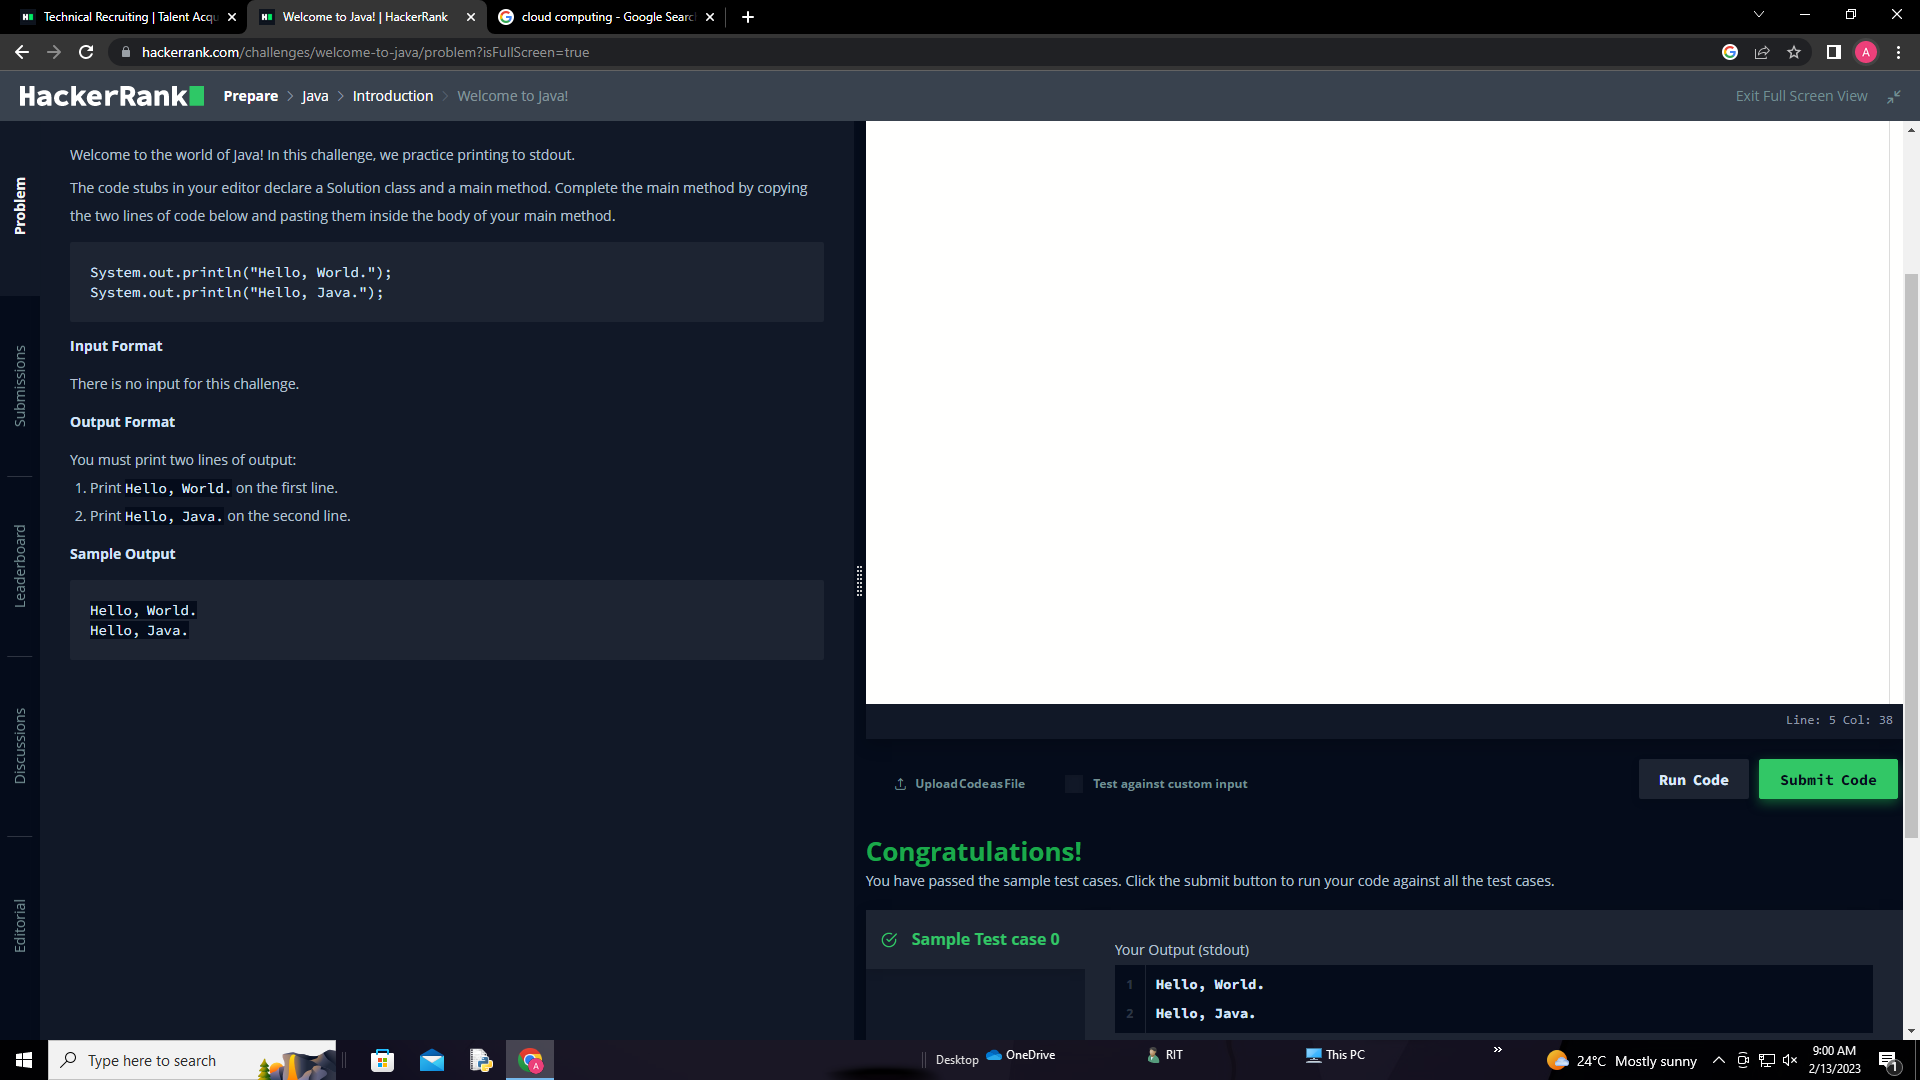 Technical Recruiting | Talent Acqu
Welcome to Java! | HackerRank
cloud computing - Google Searc
hackerrank.com/challenges/welcome-to-java/problem?isFullScreen=true
A
HackerRank
Prepare > Java > Introduction > Welcome to Java!
Exit Full Screen View
Problem
Submissions
Leaderboard
Discussions
Editorial
Welcome to the world of Java! In this challenge, we practice printing to stdout.
The code stubs in your editor declare a Solution class and a main method. Complete the main method by copying
the two lines of code below and pasting them inside the body of your main method.
System.out.println("Hello, World.");
System.out.println("Hello, Java.");
Input Format
There is no input for this challenge.
Output Format
You must print two lines of output:
1. Print Hello, World. on the first line.
2. Print Hello, Java. on the second line.
Sample Output
Hello, World.
Hello, Java.
Line: 5 Col: 38
Upload Code as File
Test against custom input
Run Code
Submit Code
Congratulations!
You have passed the sample test cases. Click the submit button to run your code against all the test cases.
Sample Test case 0
Your Output (stdout)
1 Hello, World.
2 Hello, Java.
Type here to search
Desktop
OneDrive
RIT
This PC
24°C Mostly sunny
9:00 AM
2/13/2023
1